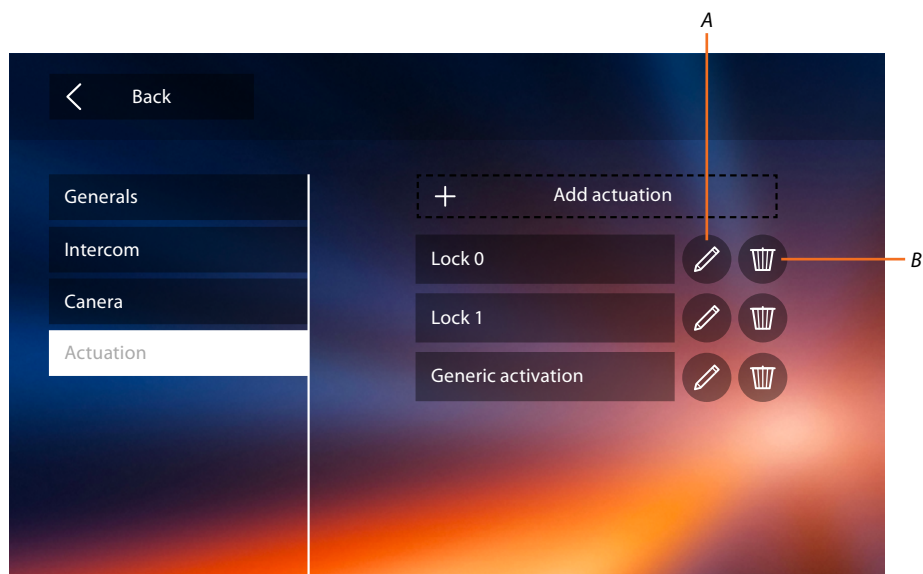 A
Back
Generals
Intercom
Canera
Actuation
Add actuation
Lock 0
B
Lock 1
Generic activation